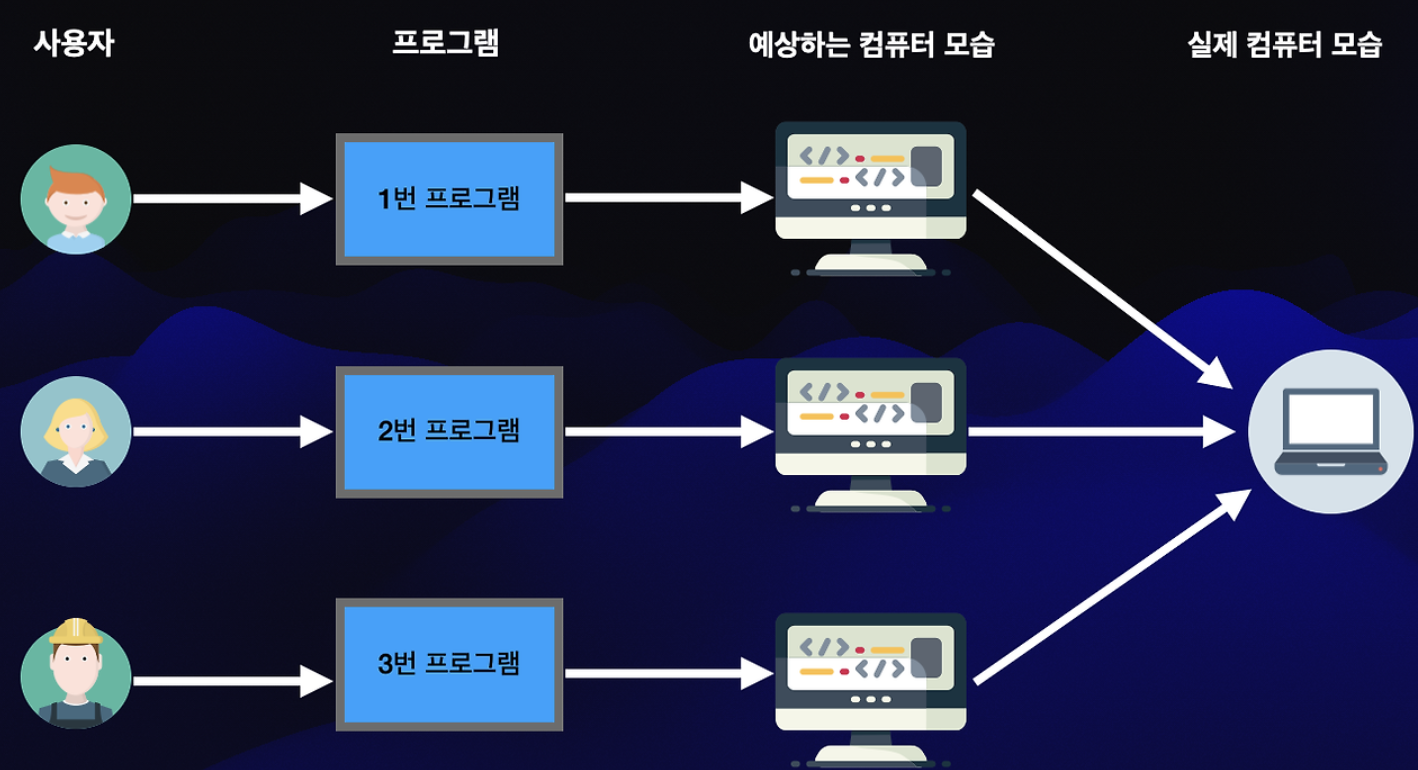 사용자
프로그램
예상하는 컴퓨터 모습
실제 컴퓨터 모습
1번 프로그램
</> 
</>
2번 프로그램
</>
</>
3번 프로그램
</>
</>